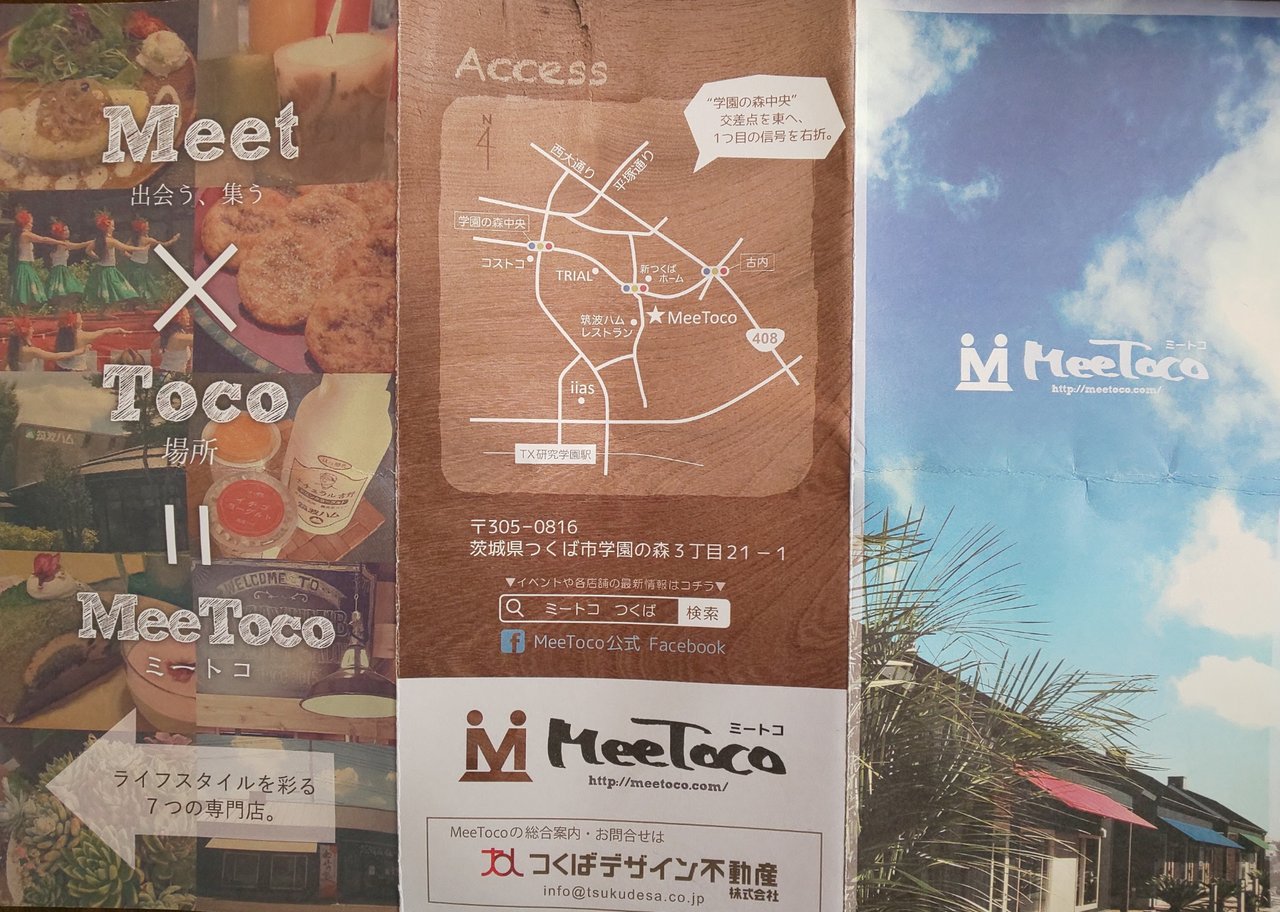 Meet
出会う、集う
×
Toco
場所
＝
MeeToco
ミートコ
ライフスタイルを彩る
7つの専門店。
筑波ハム
WELCOME TO
Access
"学園の森中央"
交差点を東へ、
1つ目の信号を右折。
N
西大通り
平塚通り
学園の森中央
コストコ
TRIAL
新つくば
ホーム
古内
筑波ハム
レストラン
MeeToco
408
iias
TX研究学園駅
〒305-0816
茨城県つくば市学園の森3丁目21-1
▼イベントや各店舗の最新情報はコチラ▼
ミートコ つくば 検索
f MeeToco公式 Facebook
ミートコ
MeeToco
http://meetoco.com/
MeeTocoの総合案内・お問合せは
つくばデザイン不動産
株式会社
info@tsukudesa.co.jp
ミートコ
MeeToco
http://meetoco.com/